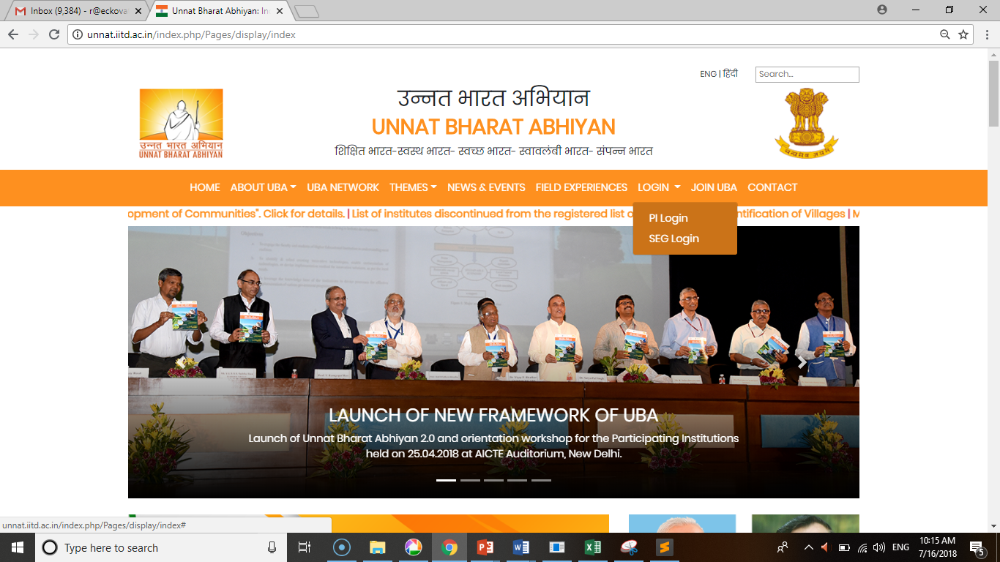 Inbox (9,384) - r@eckova
Unnat Bharat Abhiyan: In
unnat.iitd.ac.in/index.php/Pages/display/index
ENG | हिंदी
Search...
उन्नत भारत अभियान
UNNAT BHARAT ABHIYAN
शिक्षित भारत-स्वस्थ भारत- स्वच्छ भारत- स्वावलंबी भारत- संपन्न भारत
उन्नत भारत अभियान
UNNAT BHARAT ABHIYAN
सत्यमेव जयते
HOME ABOUT UBA UBA NETWORK THEMES NEWS & EVENTS FIELD EXPERIENCES LOGIN JOIN UBA CONTACT
opment of Communities". Click for details. | List of institutes discontinued from the registered list o ntification of Villages | M
PI Login
SEG Login
LAUNCH OF NEW FRAMEWORK OF UBA
Launch of Unnat Bharat Abhiyan 2.0 and orientation workshop for the Participating Institutions
held on 25.04.2018 at AICTE Auditorium, New Delhi.
unnat.iitd.ac.in/index.php/Pages/display/index#
Type here to search
ENG
10:15 AM
7/16/2018
5